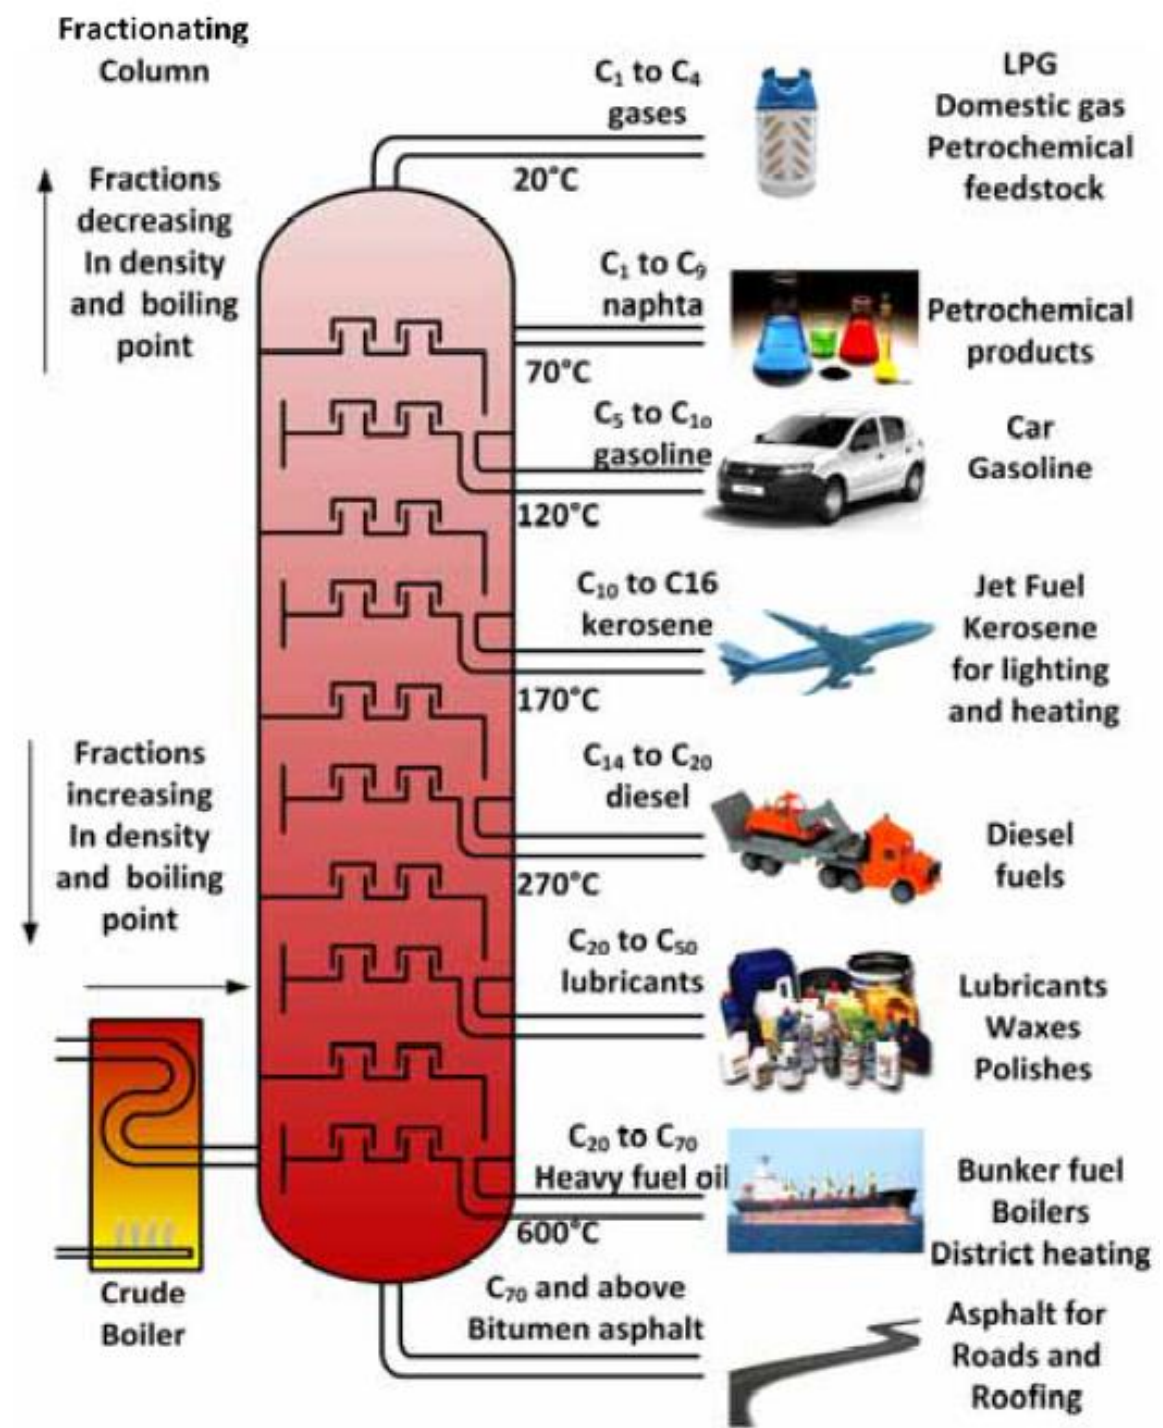 Fractionating
Column
C₁ to C₄
gases
20°C
LPG
Domestic gas
Petrochemical
feedstock
Fractions
decreasing
In density
and boiling
point
C₁ to C₉
naphta
70°C
Petrochemical
products
C₅ to C₁₀
gasoline
120°C
Car
Gasoline
C₁₀ to C16
kerosene
170°C
Jet Fuel
Kerosene
for lighting
and heating
Fractions
increasing
In density
and boiling
point
C₁₄ to C₂₀
diesel
270°C
Diesel
fuels
C₂₀ to C₅₀
lubricants
Lubricants
Waxes
Polishes
C₂₀ to C₇₀
Heavy fuel oil
600°C
Bunker fuel
Boilers
District heating
Crude
Boiler
C₇₀ and above
Bitumen asphalt
Asphalt for
Roads and
Roofing